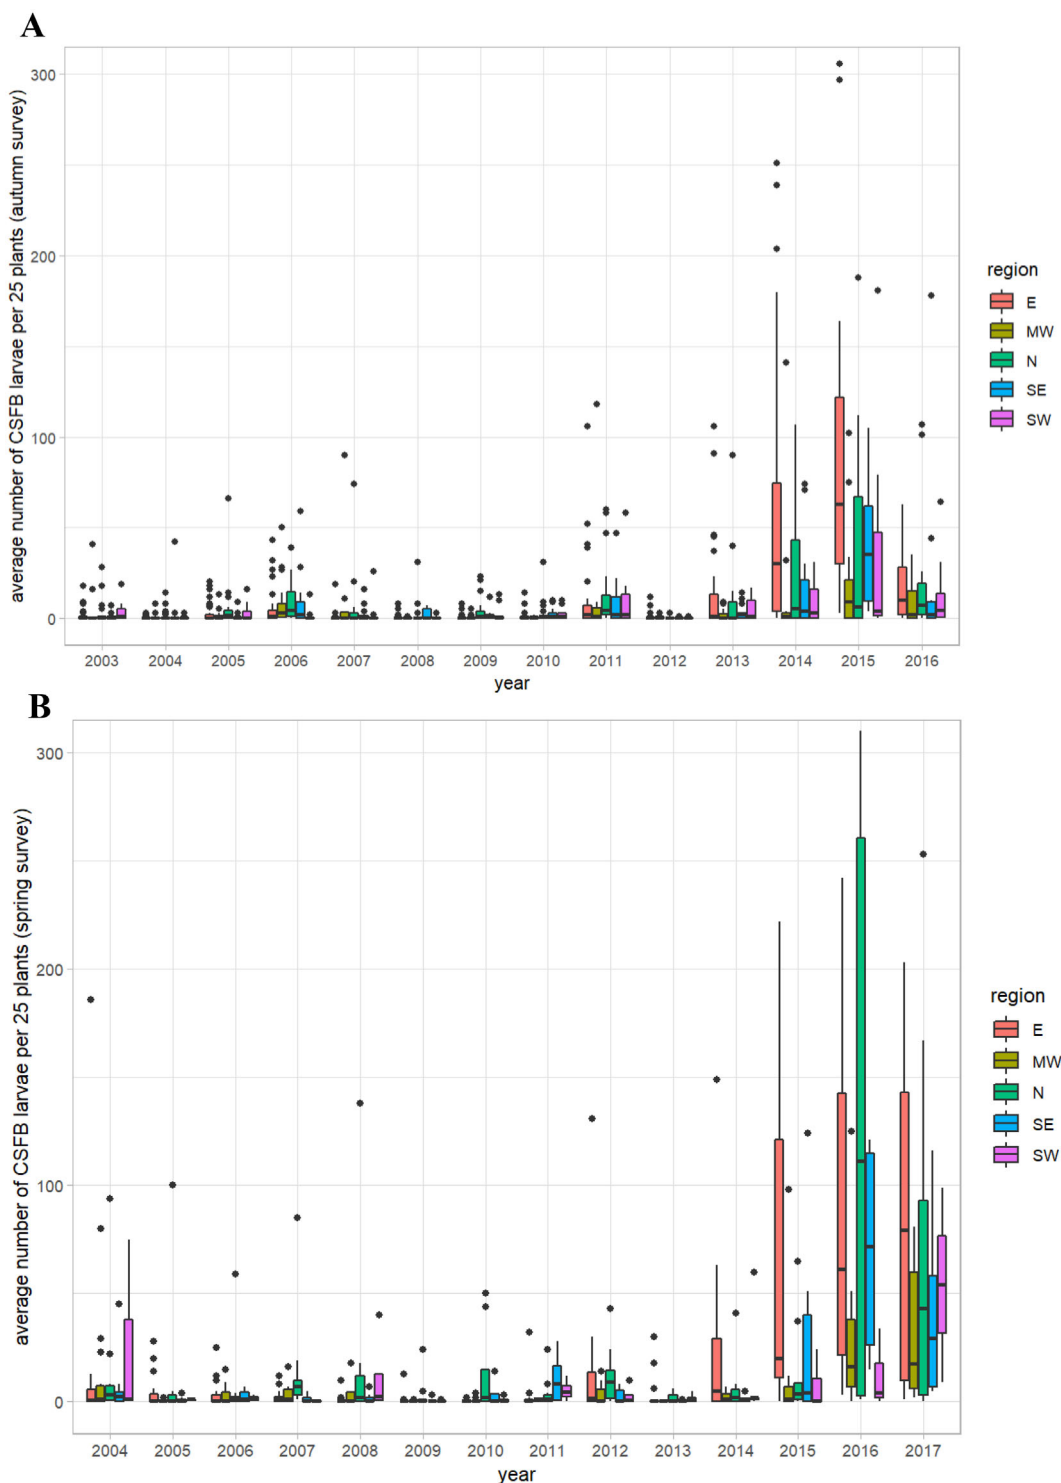 A
average number of CSFB larvae per 25 plants (autumn survey)
300
200
100
0
2003 2004 2005 2006 2007 2008 2009 2010 2011 2012 2013 2014 2015 2016
year
region
E
MW
N
SE
SW
B
average number of CSFB larvae per 25 plants (spring survey)
300
200
100
0
2004 2005 2006 2007 2008 2009 2010 2011 2012 2013 2014 2015 2016 2017
year
region
E
MW
N
SE
SW